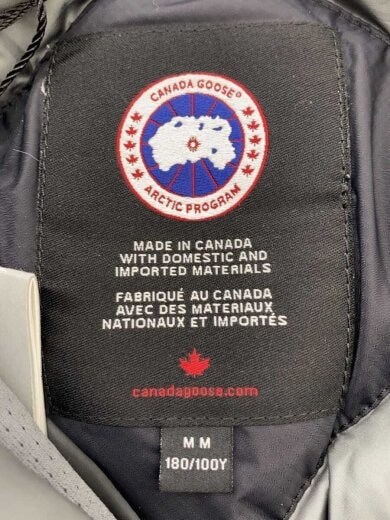 CANADA GOOSE®
ARCTIC PROGRAM
MADE IN CANADA
WITH DOMESTIC AND
IMPORTED MATERIALS
FABRIQUÉ AU CANADA
AVEC DES MATERIAUX
NATIONAUX ET IMPORTÉS
canadagoose.com
M M
180/100Y